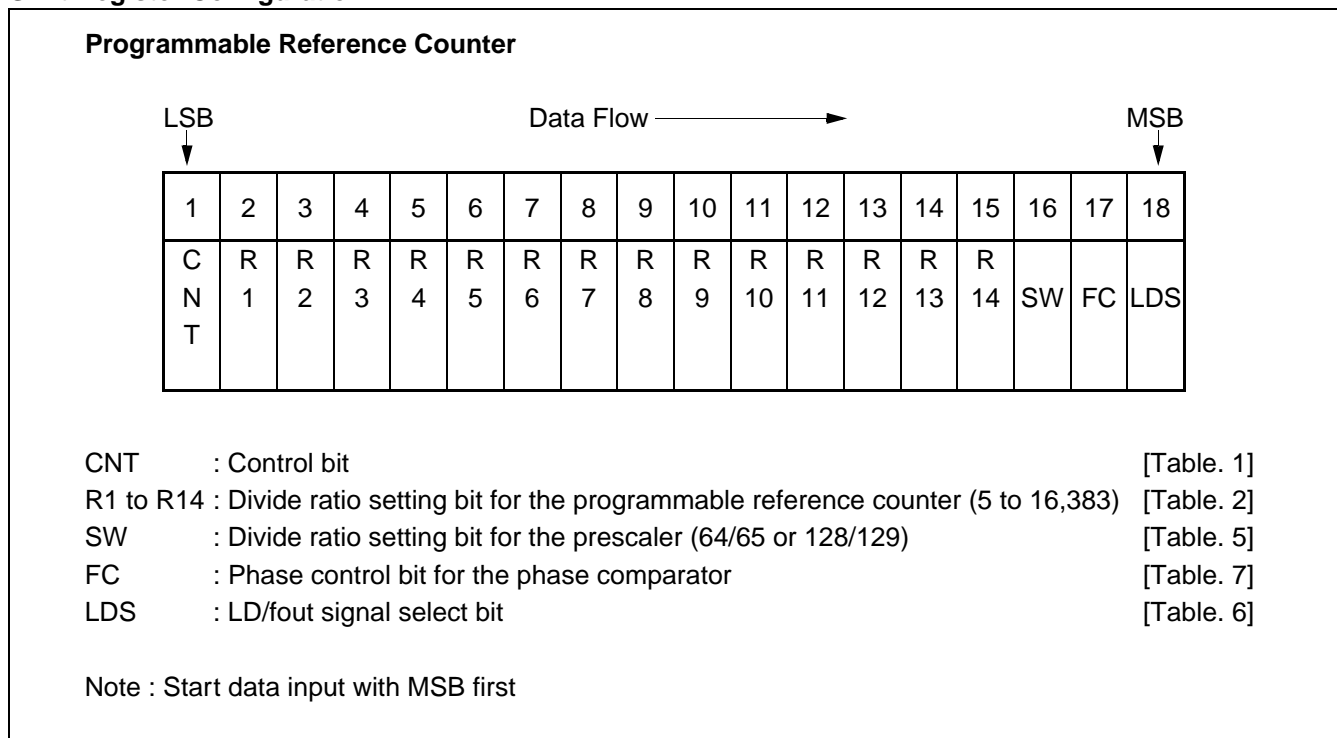 Programmable Reference Counter
LSB Data Flow MSB
1 2 3 4 5 6 7 8 9 10 11 12 13 14 15 16 17 18
C R R R R R R R R R R R R R R
N 1 2 3 4 5 6 7 8 9 10 11 12 13 14 SW FC LDS
T
CNT : Control bit [Table. 1]
R1 to R14 : Divide ratio setting bit for the programmable reference counter (5 to 16,383) [Table. 2]
SW : Divide ratio setting bit for the prescaler (64/65 or 128/129) [Table. 5]
FC : Phase control bit for the phase comparator [Table. 7]
LDS : LD/fout signal select bit [Table. 6]
Note : Start data input with MSB first